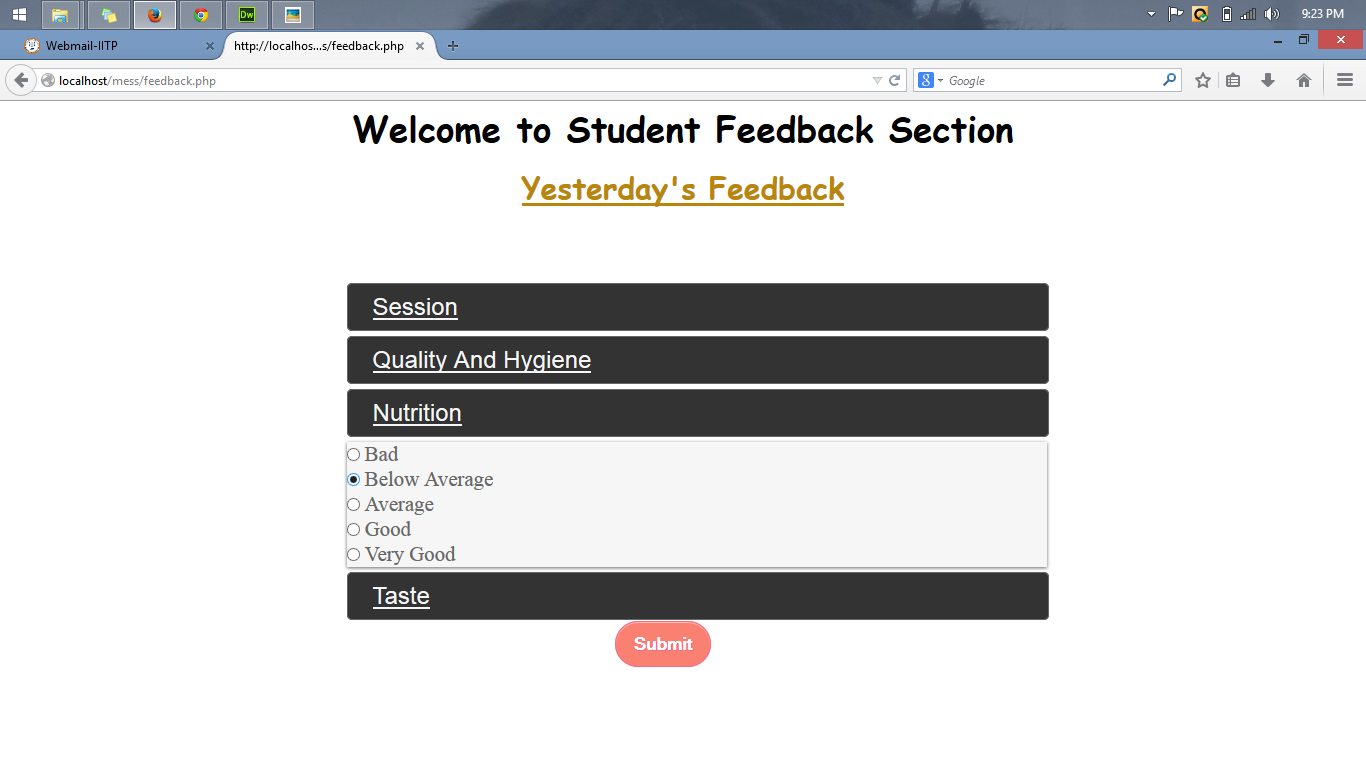 Dw
9:23 PM
Webmail-IITP
http://localhos...s/feedback.php
localhost/mess/feedback.php
8
Google
Welcome to Student Feedback Section
Yesterday's Feedback
Session
Quality And Hygiene
Nutrition
Bad
Below Average
Average
Good
Very Good
Taste
Submit